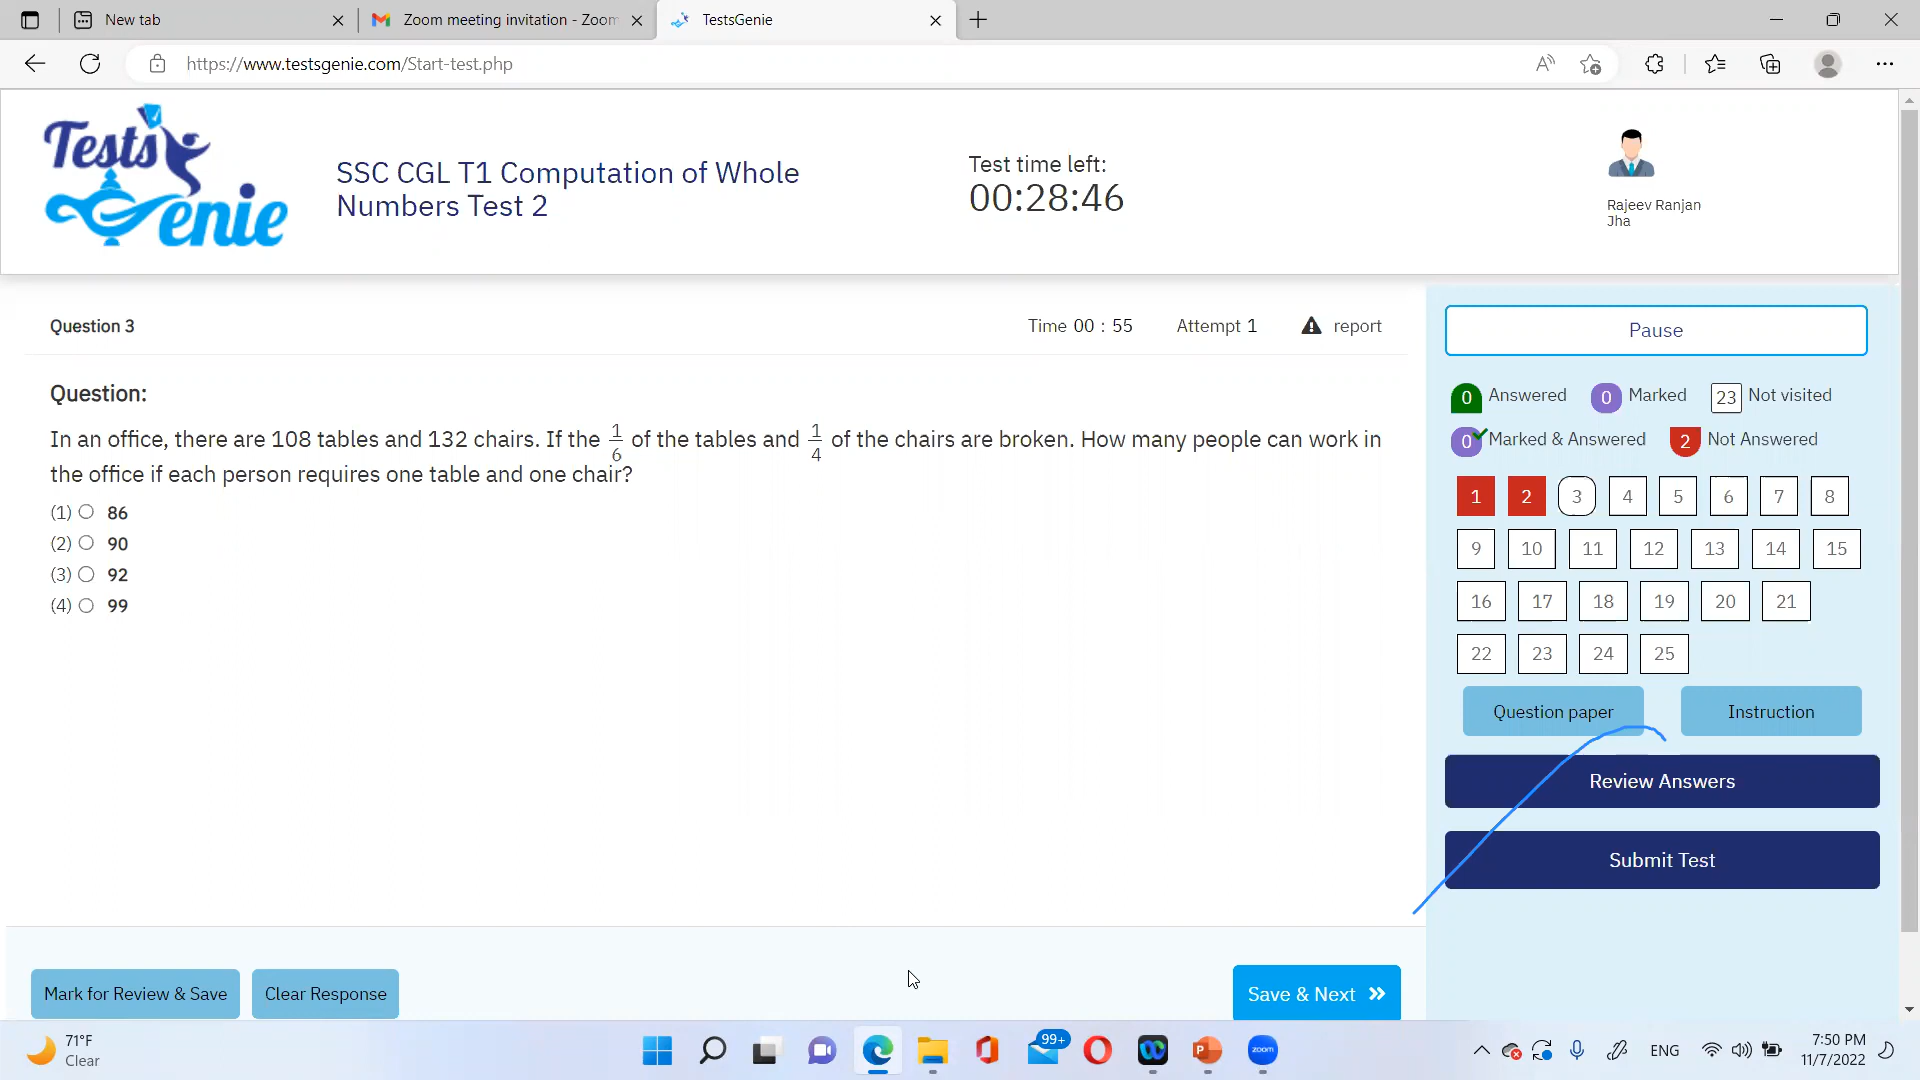 New tab
Zoom meeting invitation - Zoom
TestsGenie
https://www.testsgenie.com/Start-test.php
Tests Genie
SSC CGL T1 Computation of Whole
Numbers Test 2
Test time left:
00:28:46
Rajeev Ranjan
Jha
Question 3
Time 00 : 55
Attempt 1
report
Question:
In an office, there are 108 tables and 132 chairs. If the 1/6 of the tables and 1/4 of the chairs are broken. How many people can work in
the office if each person requires one table and one chair?
(1) 86
(2) 90
(3) 92
(4) 99
Mark for Review & Save
Clear Response
Save & Next
Pause
0 Answered
0 Marked
23 Not visited
0 Marked & Answered
2 Not Answered
1 2 3 4 5 6 7 8
9 10 11 12 13 14 15
16 17 18 19 20 21
22 23 24 25
Question paper
Instruction
Review Answers
Submit Test
71°F
Clear
99+
zoom
ENG
7:50 PM
11/7/2022